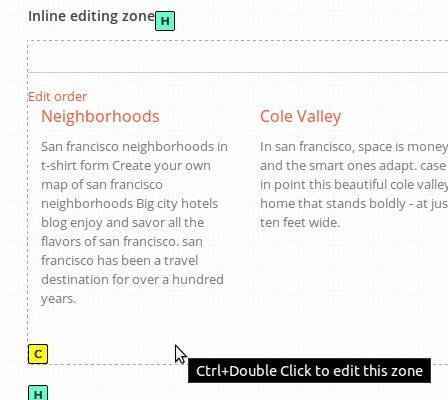 Inline editing zone H
Edit order
Neighborhoods
San francisco neighborhoods in
t-shirt form Create your own
map of san francisco
neighborhoods Big city hotels
blog enjoy and savor all the
flavors of san francisco. san
francisco has been a travel
destination for over a hundred
years.
Cole Valley
In san francisco, space is money
and the smart ones adapt. case
in point this beautiful cole valley
home that stands boldly - at jus
ten feet wide.
C
Ctrl+Double Click to edit this zone
H